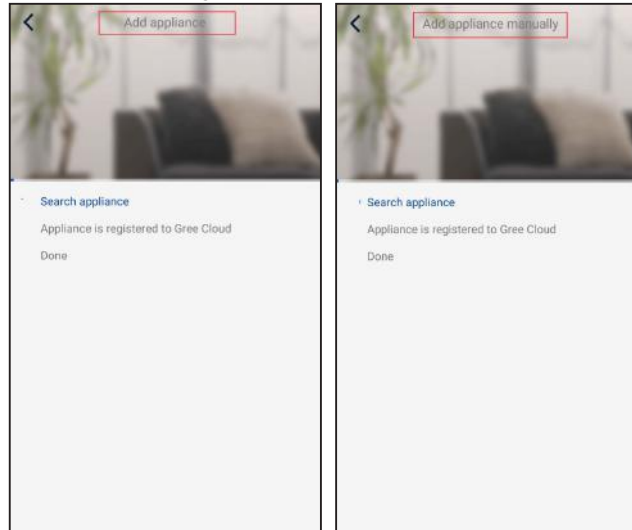 Add appliance
Search appliance
Appliance is registered to Gree Cloud
Done
Add appliance manually
Search appliance
Appliance is registered to Gree Cloud
Done